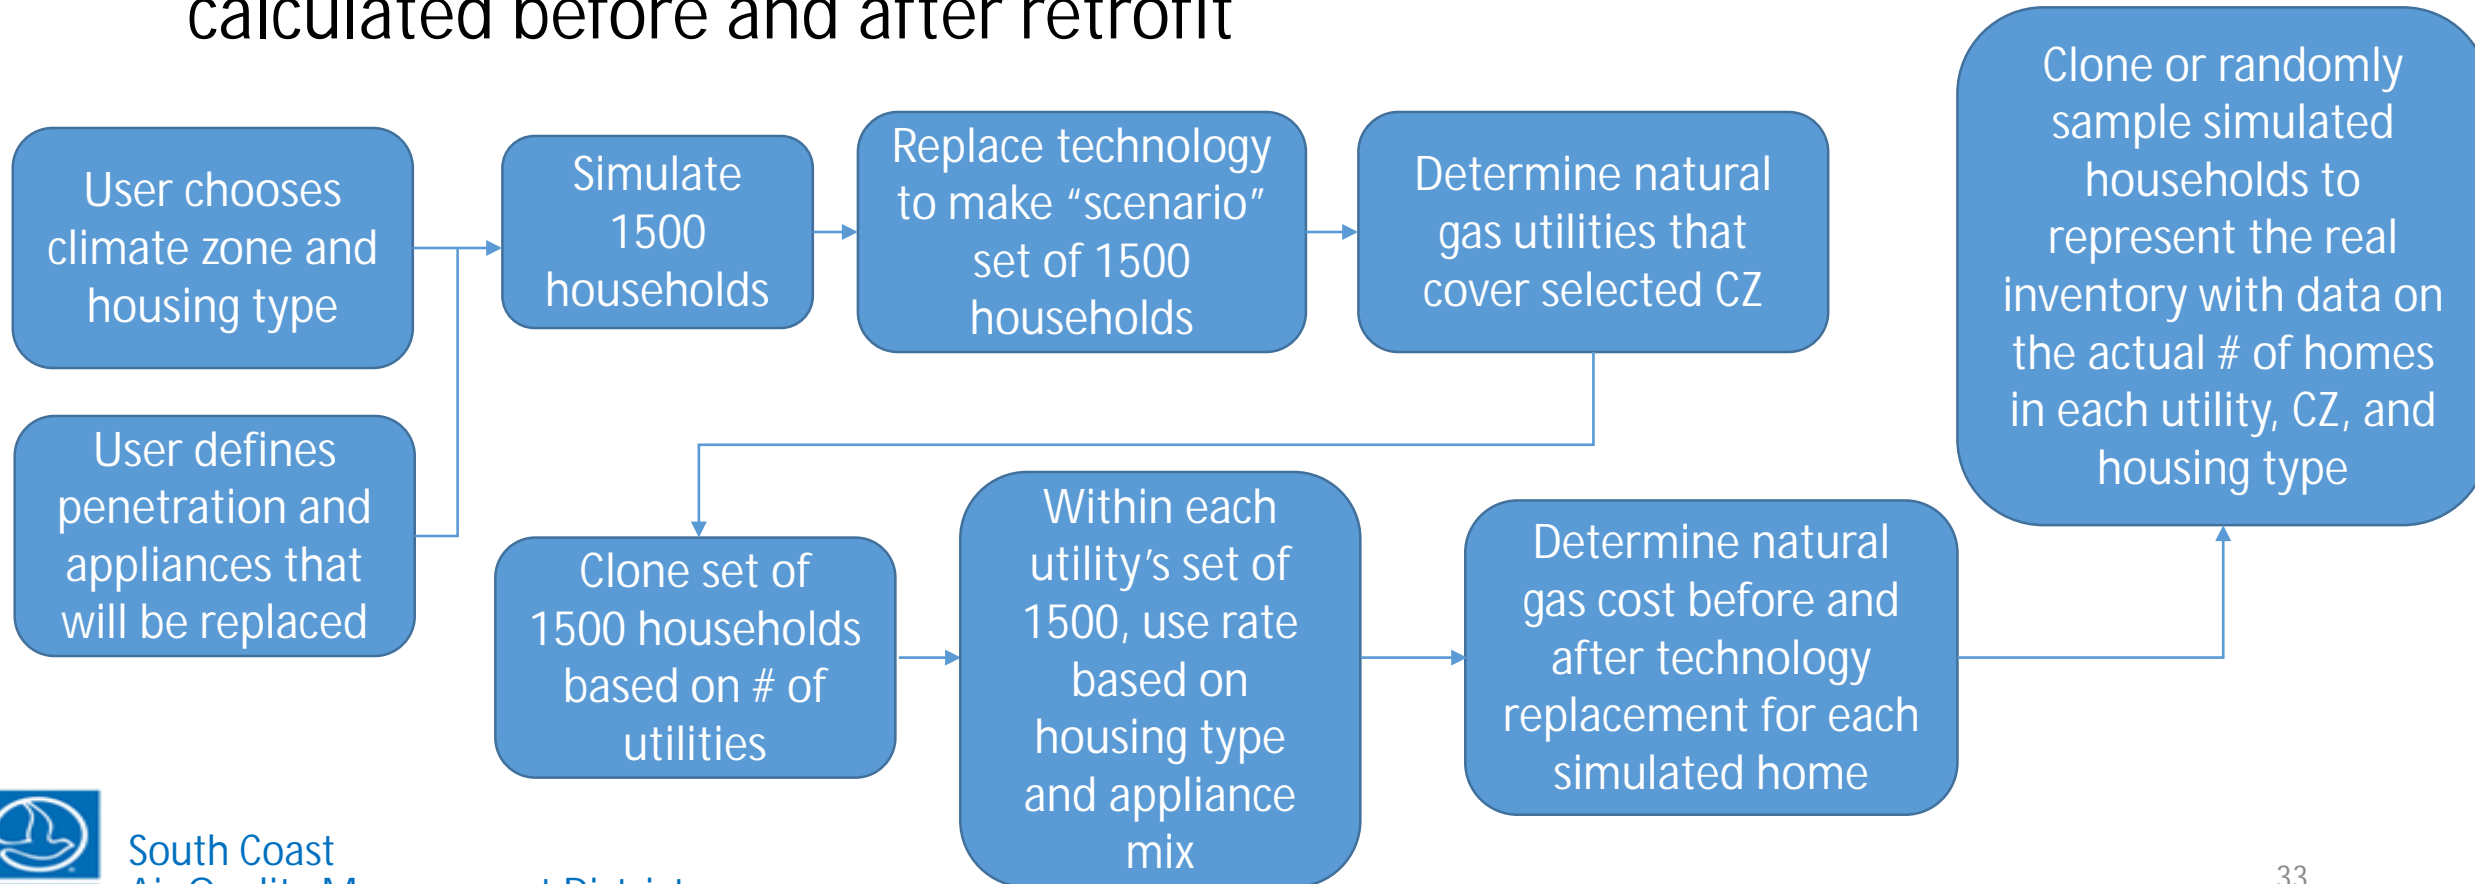 calculated before and after retrofit
User chooses
climate zone and
housing type
User defines
penetration and
appliances that
will be replaced
Simulate
1500
households
Replace technology
to make “scenario”
set of 1500
households
Determine natural
gas utilities that
cover selected CZ
Clone set of
1500 households
based on # of
utilities
Within each
utility’s set of
1500, use rate
based on
housing type
and appliance
mix
Determine natural
gas cost before and
after technology
replacement for each
simulated home
Clone or randomly
sample simulated
households to
represent the real
inventory with data on
the actual # of homes
in each utility, CZ, and
housing type
South Coast
Air Quality Management District
33